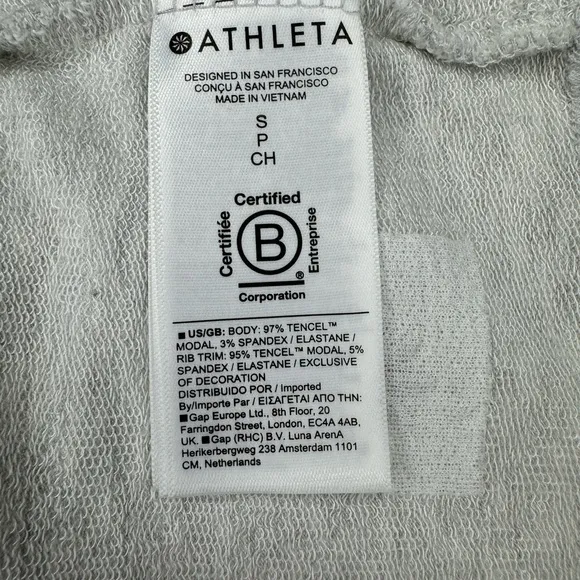 ATHLETA
DESIGNED IN SAN FRANCISCO
CONÇU À SAN FRANCISCO
MADE IN VIETNAM
S
P
CH
Certified
Certifiée
B
Entreprise
®
Corporation
■ US/GB: BODY: 97% TENCEL™
MODAL, 3% SPANDEX / ELASTANE /
RIB TRIM: 95% TENCEL™ MODAL, 5%
SPANDEX / ELASTANE / EXCLUSIVE
OF DECORATION
DISTRIBUIDO POR / Imported
By/Importe Par / ΕΙΣΑΓΕΤΑΙ ΑΠΟ ΤΗΝ:
■Gap Europe Ltd., 8th Floor, 20
Farringdon Street, London, EC4A 4AB,
UK. ■Gap (RHC) B.V. Luna ArenA
Herikerbergweg 238 Amsterdam 1101
CM, Netherlands